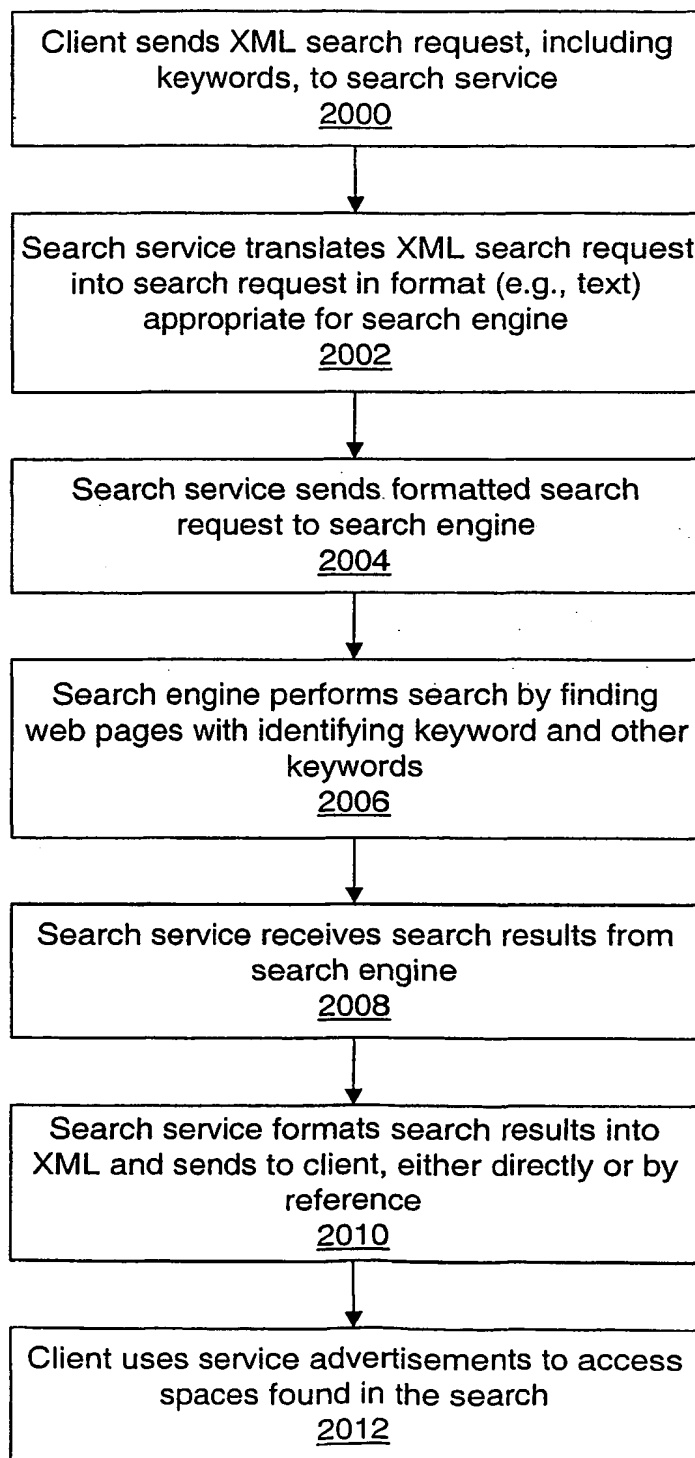 Client sends XML search request, including
keywords, to search service
2000
Search service translates XML search request
into search request in format (e.g., text)
appropriate for search engine
2002
Search service sends formatted search
request to search engine
2004
Search engine performs search by finding
web pages with identifying keyword and other
keywords
2006
Search service receives search results from
search engine
2008
Search service formats search results into
XML and sends to client, either directly or by
reference
2010
Client uses service advertisements to access
spaces found in the search
2012